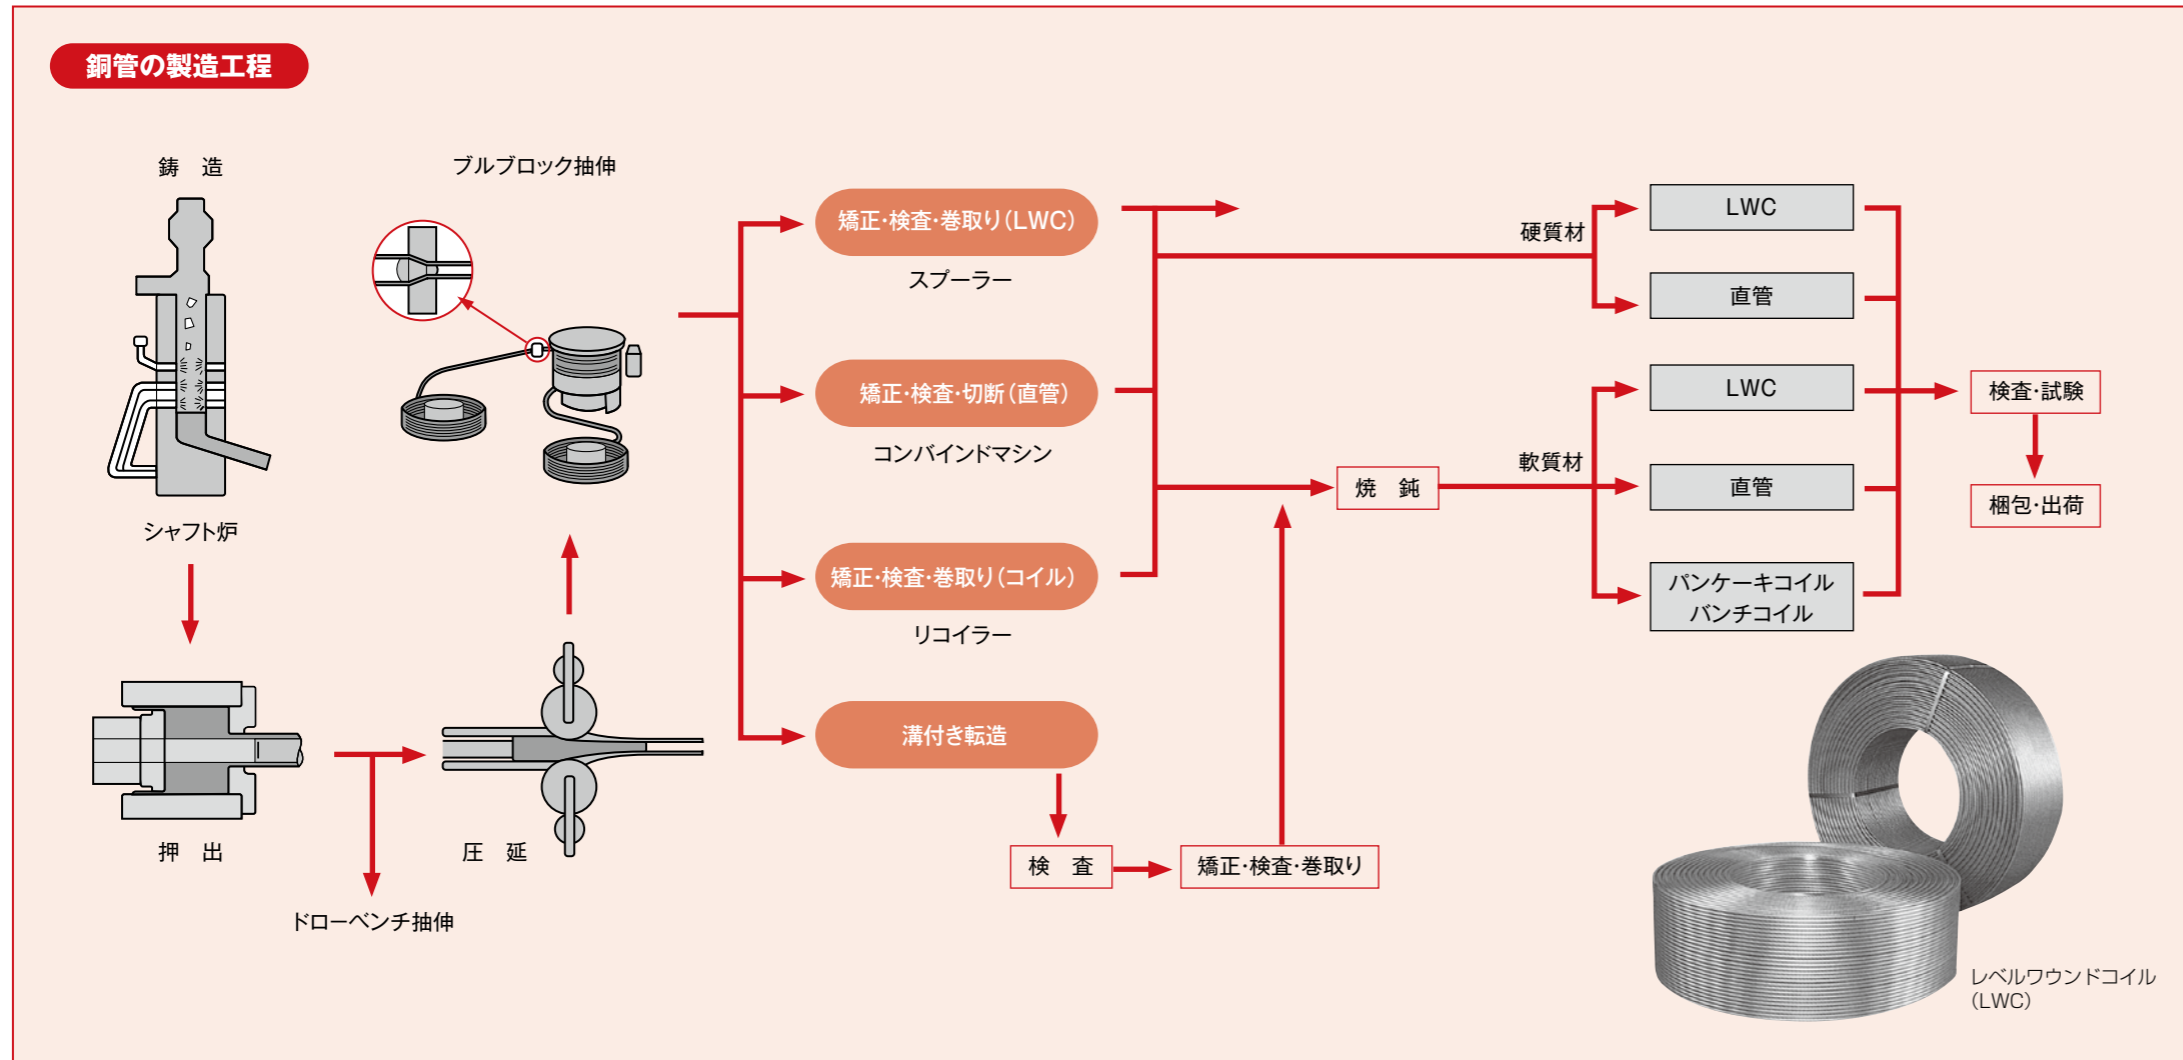 銅管の製造工程
鋳　造
シャフト炉
押　出
ドローベンチ抽伸
圧　延
ブルブロック抽伸
矯正･検査･巻取り(LWC)
スプーラー
矯正･検査･切断(直管)
コンバインドマシン
矯正･検査･巻取り(コイル)
リコイラー
溝付き転造
検　査
矯正･検査･巻取り
焼　鈍
硬質材
LWC
直管
軟質材
LWC
直管
パンケーキコイル
バンチコイル
検査･試験
梱包･出荷
レベルワウンドコイル
(LWC)